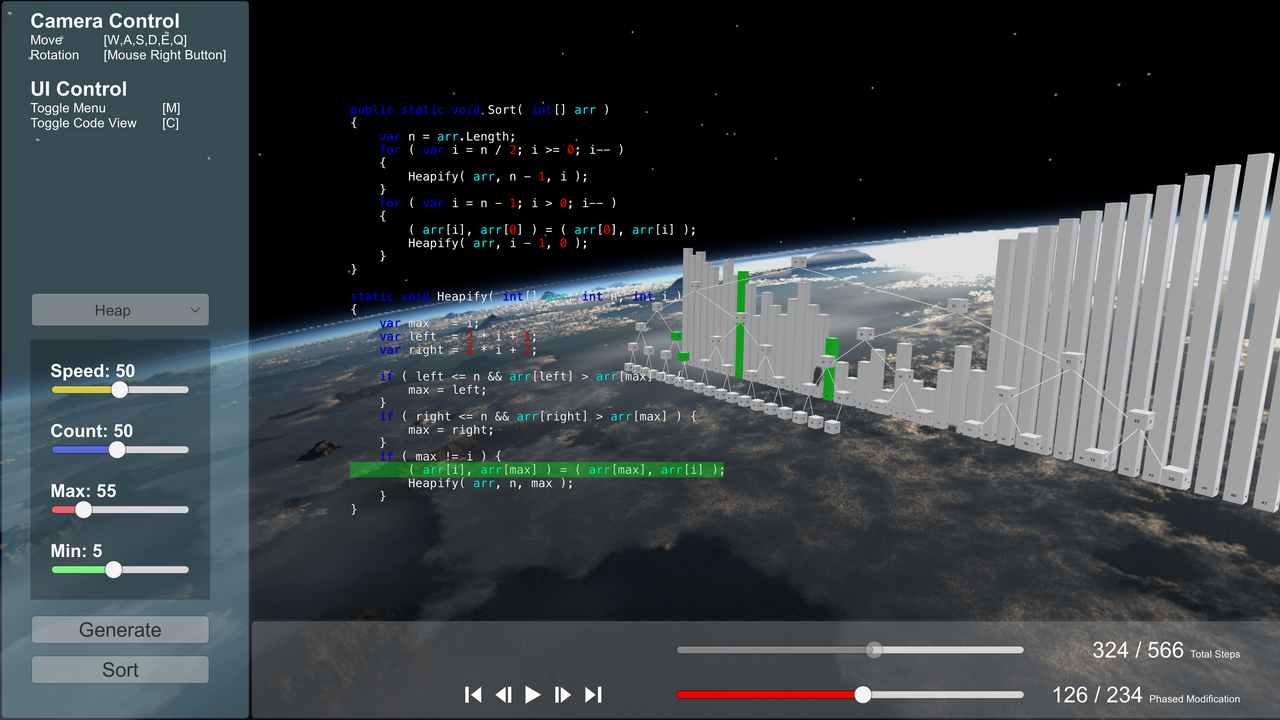 Camera Control
Move [W,A,S,D,E,Q]
Rotation [Mouse Right Button]
UI Control
Toggle Menu [M]
Toggle Code View [C]
Heap
Speed: 50
Count: 50
Max: 55
Min: 5
Generate
Sort
public static void Sort( int[] arr )
{
var n = arr.Length;
for ( var i = n / 2; i >= 0; i-- )
{
Heapify( arr, n - 1, i );
}
for ( var i = n - 1; i > 0; i-- )
{
( arr[i], arr[0] ) = ( arr[0], arr[i] );
Heapify( arr, i - 1, 0 );
}
}
static void Heapify( int[] arr, int n, int i )
{
var max = i;
var left = 2 * i + 1;
var right = 2 * i + 2;
if ( left <= n && arr[left] > arr[max] ) {
max = left;
}
if ( right <= n && arr[right] > arr[max] ) {
max = right;
}
if ( max != i ) {
( arr[i], arr[max] ) = ( arr[max], arr[i] );
Heapify( arr, n, max );
}
}
324 / 566 Total Steps
126 / 234 Phased Modification